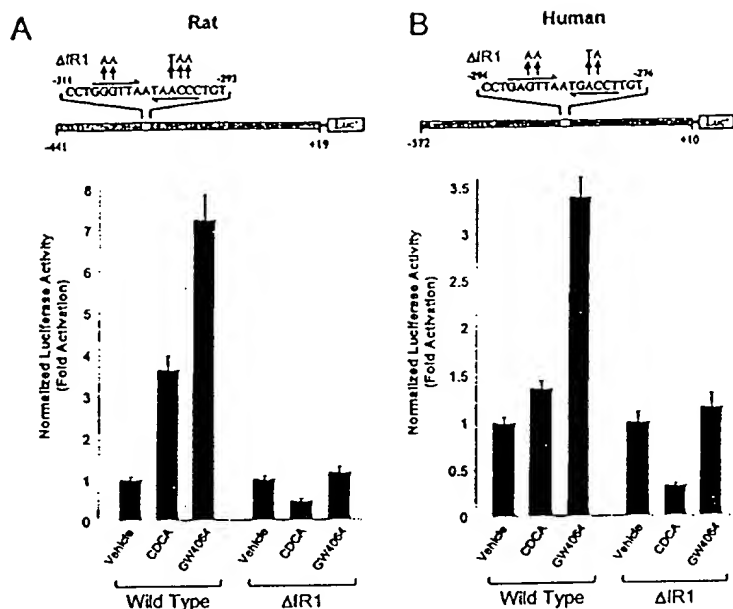 A
Rat
ΔIR1
AA
TAA
-311
-293
CCTGGGTTAATAACCCTGT
-441
+19
Luc+
Normalized Luciferase Activity
(Fold Activation)
8
7
6
5
4
3
2
1
0
Vehicle
CDCA
GW4064
Vehicle
CDCA
GW4064
Wild Type
ΔIR1
B
Human
ΔIR1
AA
TA
-294
-276
CCTGAGTTAATGACCTTGT
-372
+10
Luc+
Normalized Luciferase Activity
(Fold Activation)
3.5
3
2.5
2
1.5
1
0.5
0
Vehicle
CDCA
GW4064
Vehicle
CDCA
GW4064
Wild Type
ΔIR1